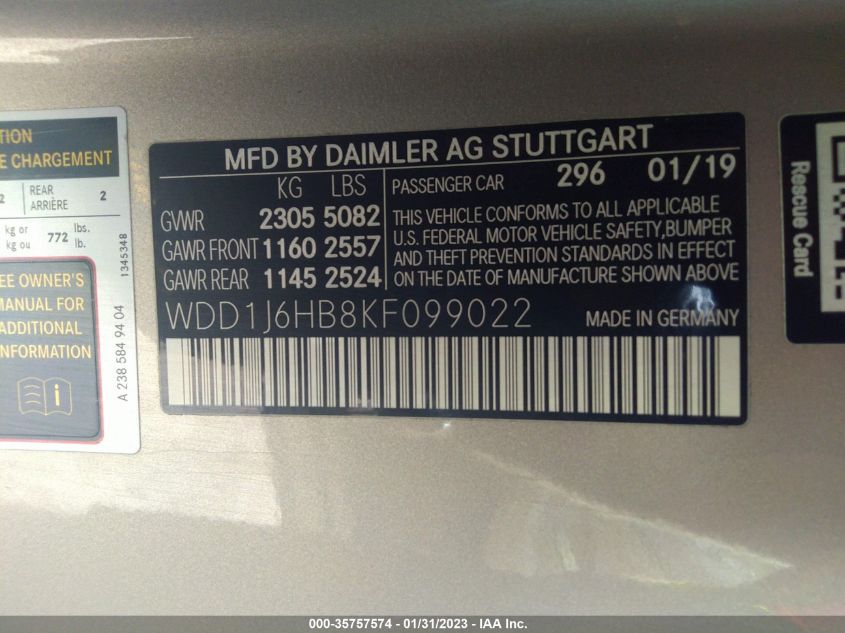 TION
E CHARGEMENT
2 REAR ARRIÈRE 2
kg or kg ou 772 lbs. lb.
EE OWNER'S
MANUAL FOR
ADDITIONAL
INFORMATION
i
1345348
A 238 584 94 04
MFD BY DAIMLER AG STUTTGART
KG LBS
GVWR 2305 5082
GAWR FRONT 1160 2557
GAWR REAR 1145 2524
PASSENGER CAR 296 01/19
THIS VEHICLE CONFORMS TO ALL APPLICABLE
U.S. FEDERAL MOTOR VEHICLE SAFETY,BUMPER
AND THEFT PREVENTION STANDARDS IN EFFECT
ON THE DATE OF MANUFACTURE SHOWN ABOVE
WDD1J6HB8KF099022 MADE IN GERMANY
Rescue Card
000-35757574 - 01/31/2023 - IAA Inc.